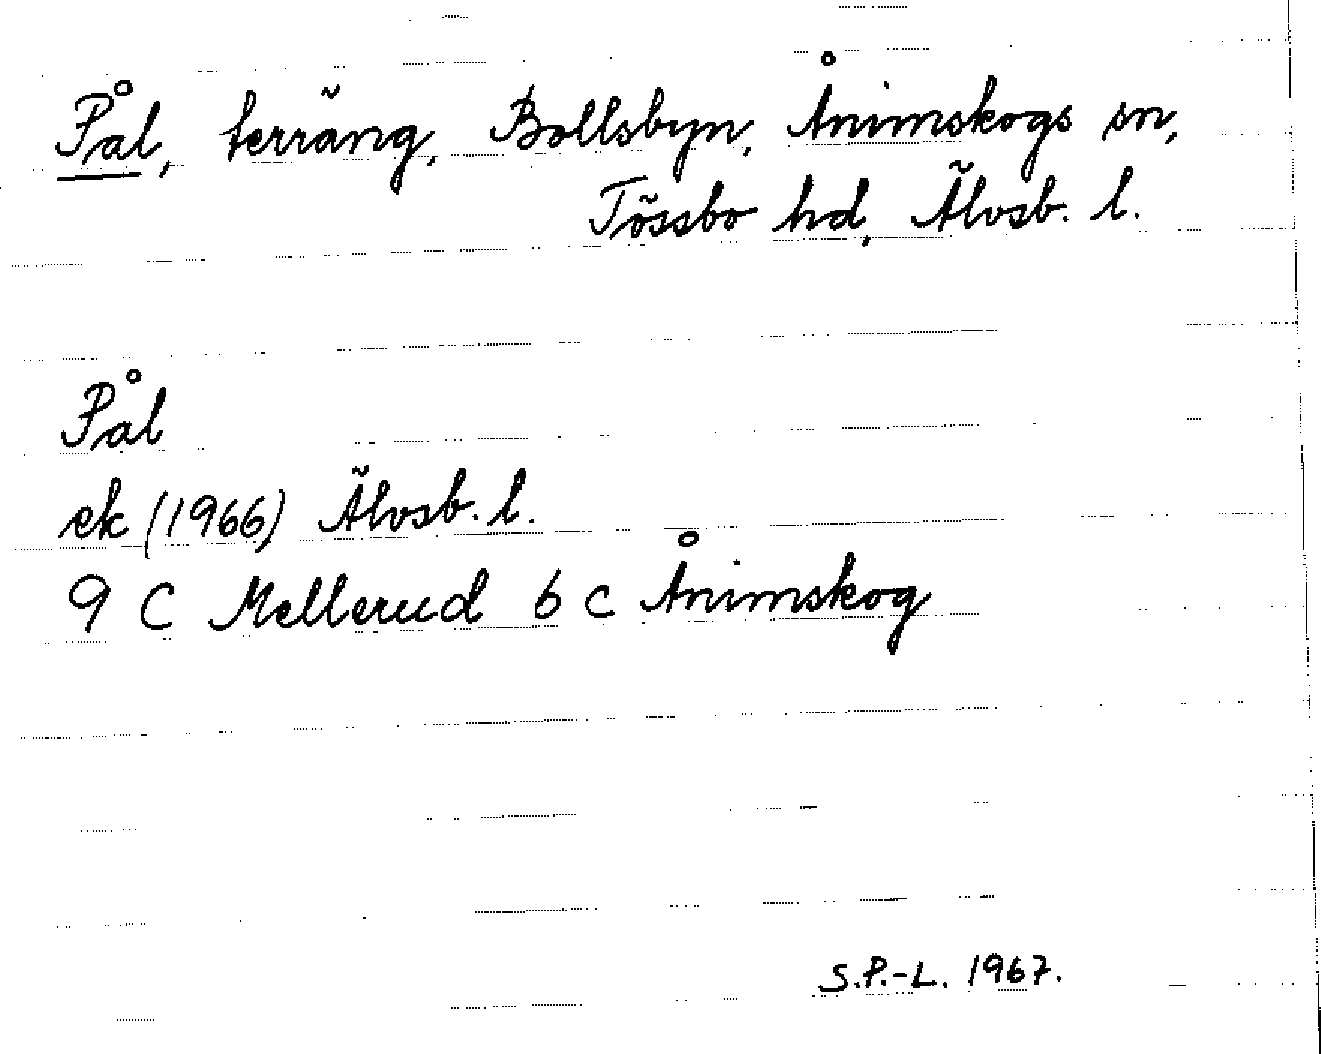 Pål, terräng, Bollsbyn, Ånimskogs sn,
Tössbo hd, Älvsb. l.
Pål
ek (1966) Älvsb. l.
9 C Mellerud 6 c Ånimskog
S.P.-L. 1967.